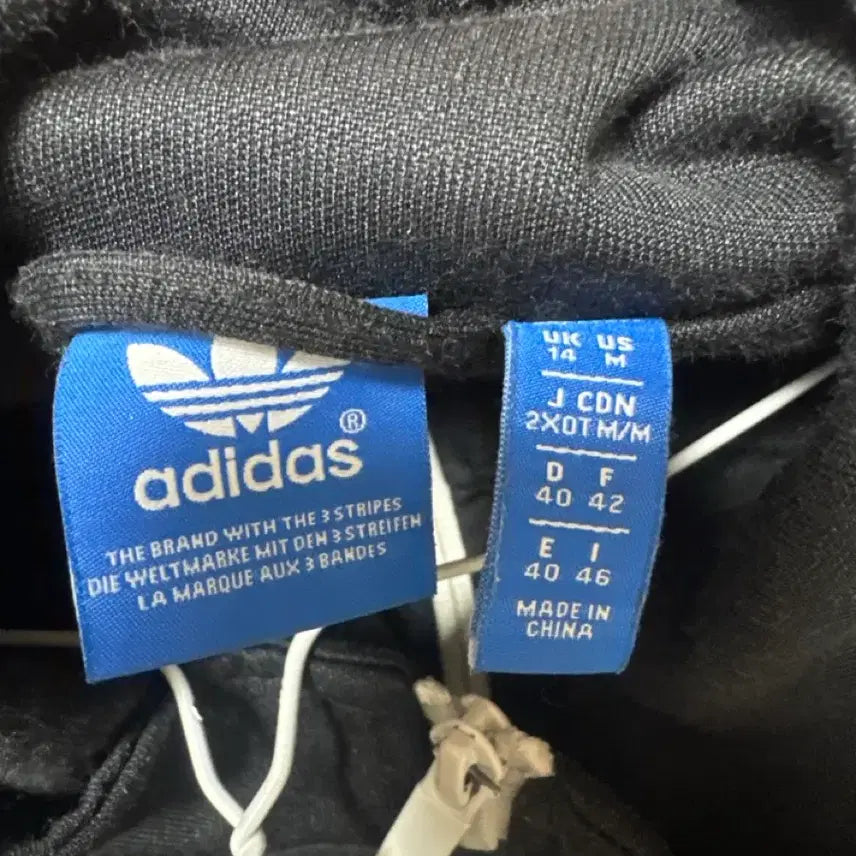 adidas®
THE BRAND WITH THE 3 STRIPES
DIE WELTMARKE MIT DEN 3 STREIFEN
LA MARQUE AUX 3 BANDES
UK US
14 M
J CDN
2XOT M/M
D F
40 42
E I
40 46
MADE IN
CHINA